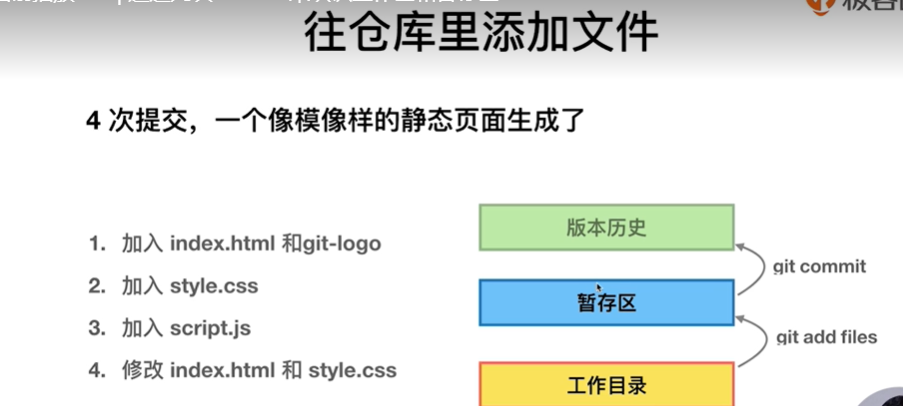 往仓库里添加文件
4 次提交，一个像模像样的静态页面生成了
1. 加入 index.html 和git-logo
2. 加入 style.css
3. 加入 script.js
4. 修改 index.html 和 style.css
版本历史
git commit
暂存区
git add files
工作目录